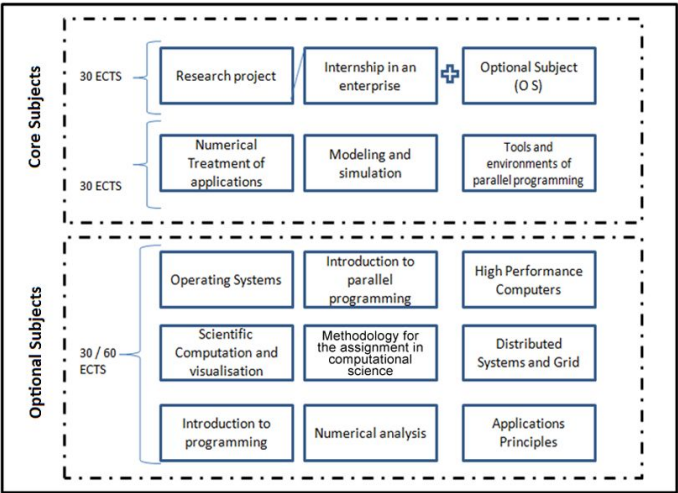 Core Subjects
30 ECTS
Research project
Internship in an
enterprise
Optional Subject
(O S)
30 ECTS
Numerical
Treatment of
applications
Modeling and
simulation
Tools and
environments of
parallel programming
Optional Subjects
30 / 60
ECTS
Operating Systems
Introduction to
parallel
programming
High Performance
Computers
Scientific
Computation and
visualisation
Methodology for
the assignment in
computational
science
Distributed
Systems and Grid
Introduction to
programming
Numerical analysis
Applications
Principles